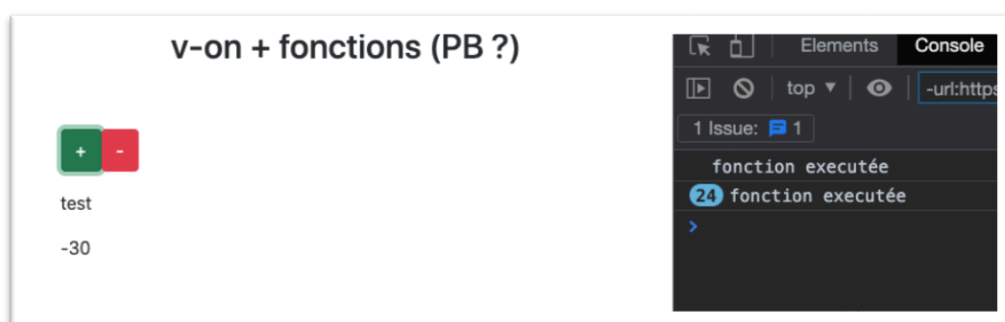 v-on + fonctions (PB ?)
+ -
test
-30
Elements Console
top ▼ -url:https
1 Issue: 1
fonction executée
24 fonction executée
>